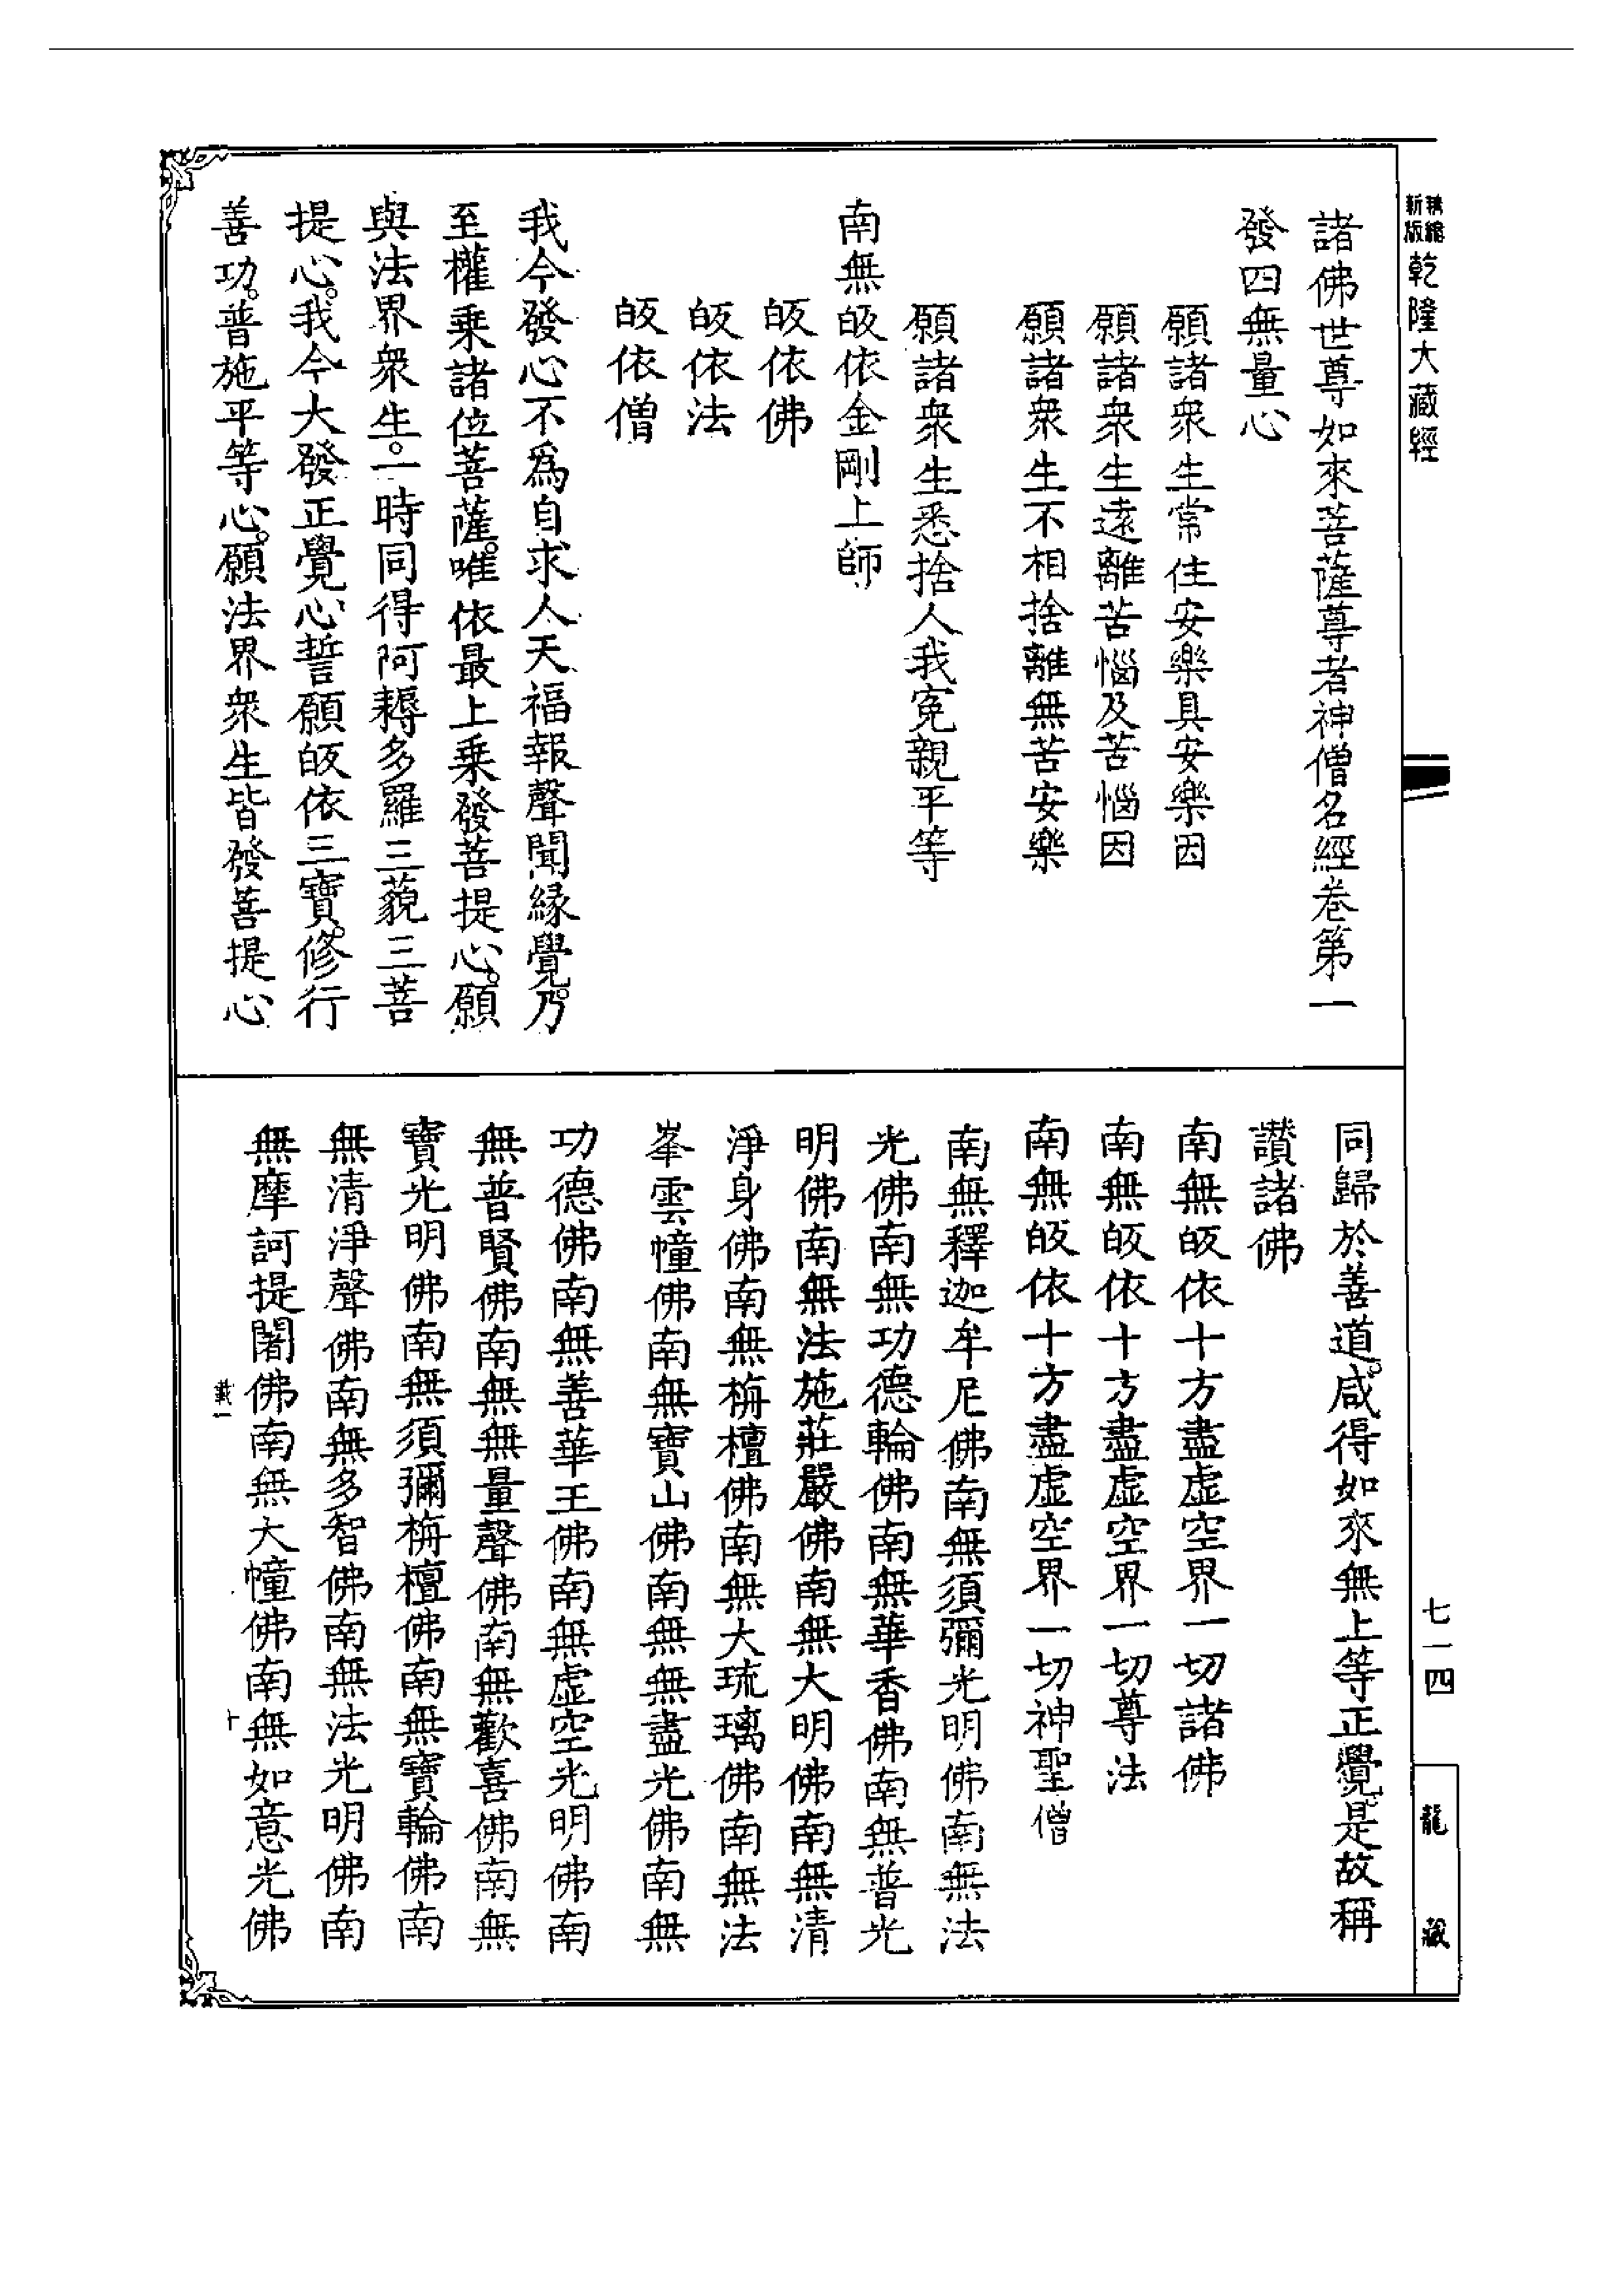 精縮新版乾隆大藏經
諸佛世尊如來菩薩尊者神僧名經卷第一
發四無量心
願諸衆生常住安樂具安樂因
願諸衆生遠離苦惱及苦惱因
願諸衆生不相捨離無苦安樂
願諸衆生悉捨人我寃親平等
南無皈依金剛上師
皈依佛
皈依法
皈依僧
我今發心不爲自求人天福報聲聞緣覺。乃
至權乘諸位菩薩。唯依最上乘發菩提心。願
與法界衆生。一時同得阿耨多羅三藐三菩
提心。我今大發正覺心誓願皈依三寶。修行
善功。普施平等心。願法界衆生皆發菩提心
同歸於善道。咸得如來無上等正覺。是故稱
讚諸佛
南無皈依十方盡虛空界一切諸佛
南無皈依十方盡虛空界一切尊法
南無皈依十方盡虛空界一切神聖僧
南無釋迦牟尼佛南無須彌光明佛南無法
光佛南無功德輪佛南無華香佛南無普光
明佛南無法施莊嚴佛南無大明佛南無清
淨身佛南無栴檀佛南無大琉璃佛南無法
峯雲幢佛南無寶山佛南無無盡光佛南無
功德佛南無善華王佛南無虛空光明佛南
無普賢佛南無無量聲佛南無歡喜佛南無
寶光明佛南無須彌栴檀佛南無寶輪佛南
無清淨聲佛南無多智佛南無法光明佛南
無摩訶提闍佛南無大幢佛南無如意光佛
十
七一四
龍藏